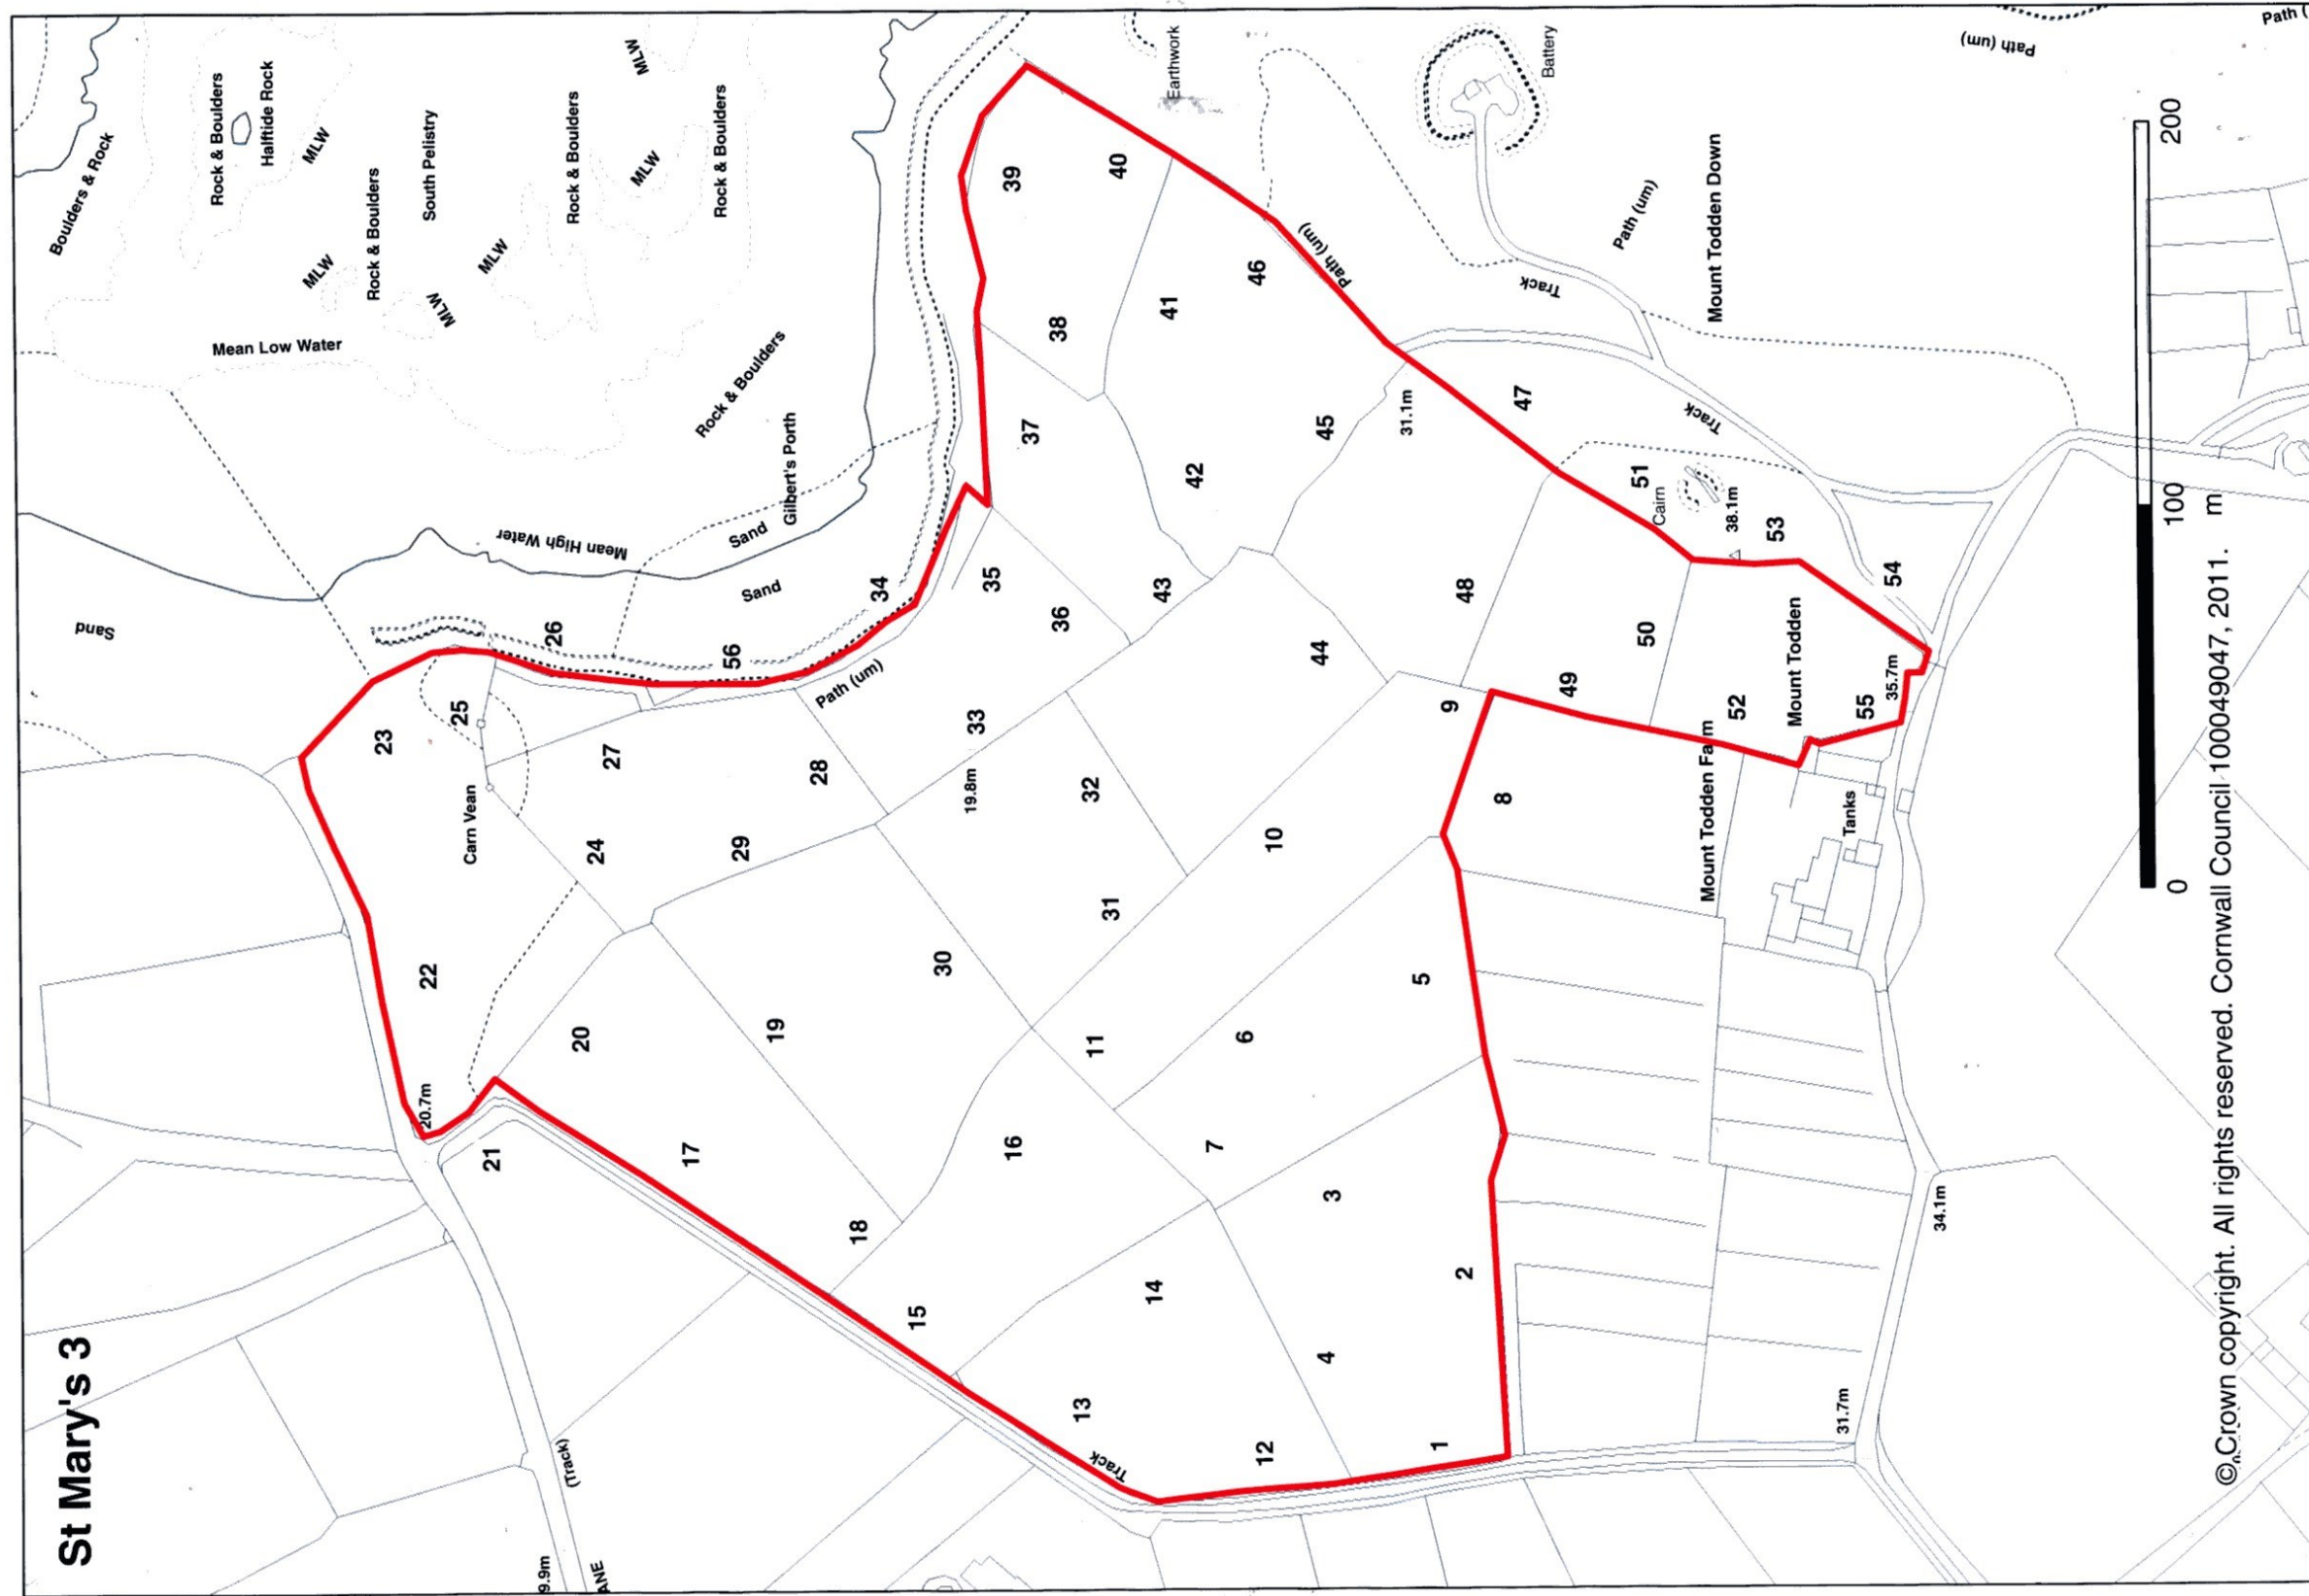 St Mary's 3
Boulders & Rock
Rock & Boulders
Halftide Rock
MLW
Rock & Boulders
South Pelistry
MLW
MLW
MLW
Rock & Boulders
MLW
MLW
Rock & Boulders
Mean Low Water
Rock & Boulders
Gilbert's Porth
Sand
Mean High Water
Sand
Sand
Earthwork
Battery
Path (um)
Path (
Path (um)
Mount Todden Down
Track
Path (um)
Track
39
40
38
41
46
37
42
45
31.1m
47
51
Cairn
38.1m
53
54
34
35
36
43
48
44
50
Mount Todden
26
56
Path (um)
25
23
27
28
33
9
49
52
55
35.7m
Mount Todden Farm
Carn Vean
24
29
19.8m
32
10
8
Tanks
22
31
30
5
20
19
11
6
20.7m
21
17
16
7
3
18
34.1m
15
14
2
4
13
12
1
Track
31.7m
(Track)
9.9m
ANE
0
100
200
m
© Crown copyright. All rights reserved. Cornwall Council 100049047, 2011.